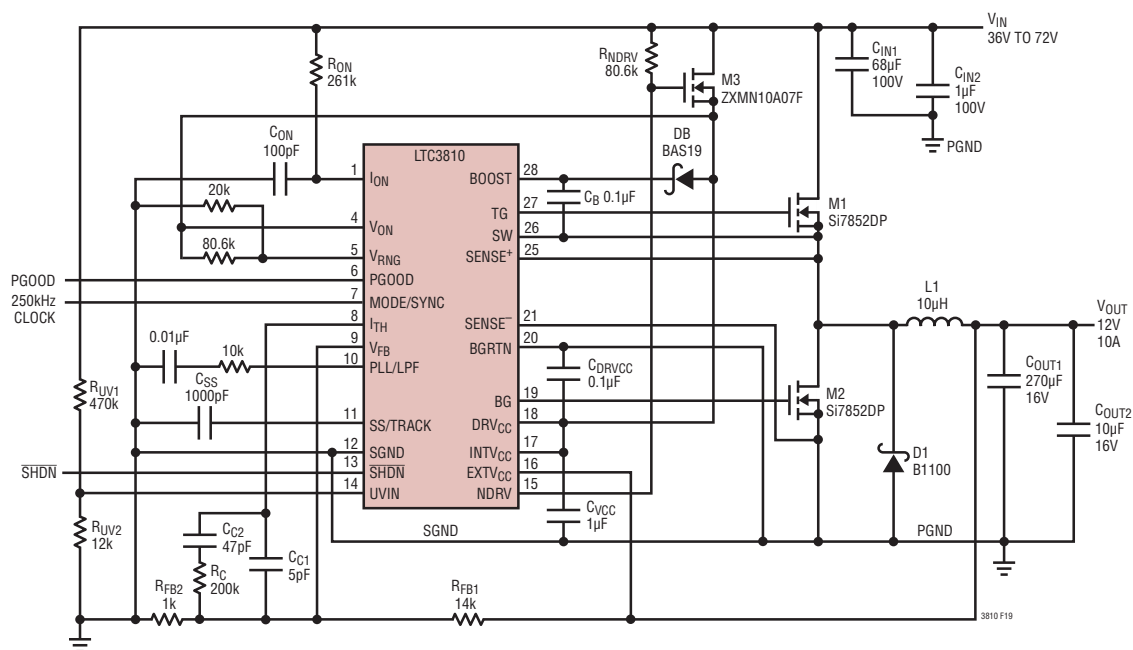 VIN
36V TO 72V
RON
261k
RNDRV
80.6k
M3
ZXMN10A07F
CIN1
68µF
100V
CIN2
1µF
100V
PGND
CON
100pF
DB
BAS19
LTC3810
1
ION
BOOST
28
CB 0.1µF
20k
TG
27
M1
Si7852DP
4
VON
SW
26
80.6k
5
VRNG
SENSE+
25
PGOOD
6
PGOOD
250kHz
CLOCK
7
MODE/SYNC
L1
10µH
VOUT
12V
10A
8
ITH
SENSE–
21
0.01µF
9
VFB
BGRTN
20
10k
10
PLL/LPF
CDRVCC
0.1µF
COUT1
270µF
16V
RUV1
470k
CSS
1000pF
BG
19
M2
Si7852DP
COUT2
10µF
16V
11
SS/TRACK
DRVCC
18
12
SGND
INTVCC
17
D1
B1100
SHDN
13
SHDN
EXTVCC
16
14
UVIN
NDRV
15
CVCC
1µF
RUV2
12k
SGND
PGND
CC2
47pF
CC1
5pF
RC
200k
RFB2
1k
RFB1
14k
3810 F19